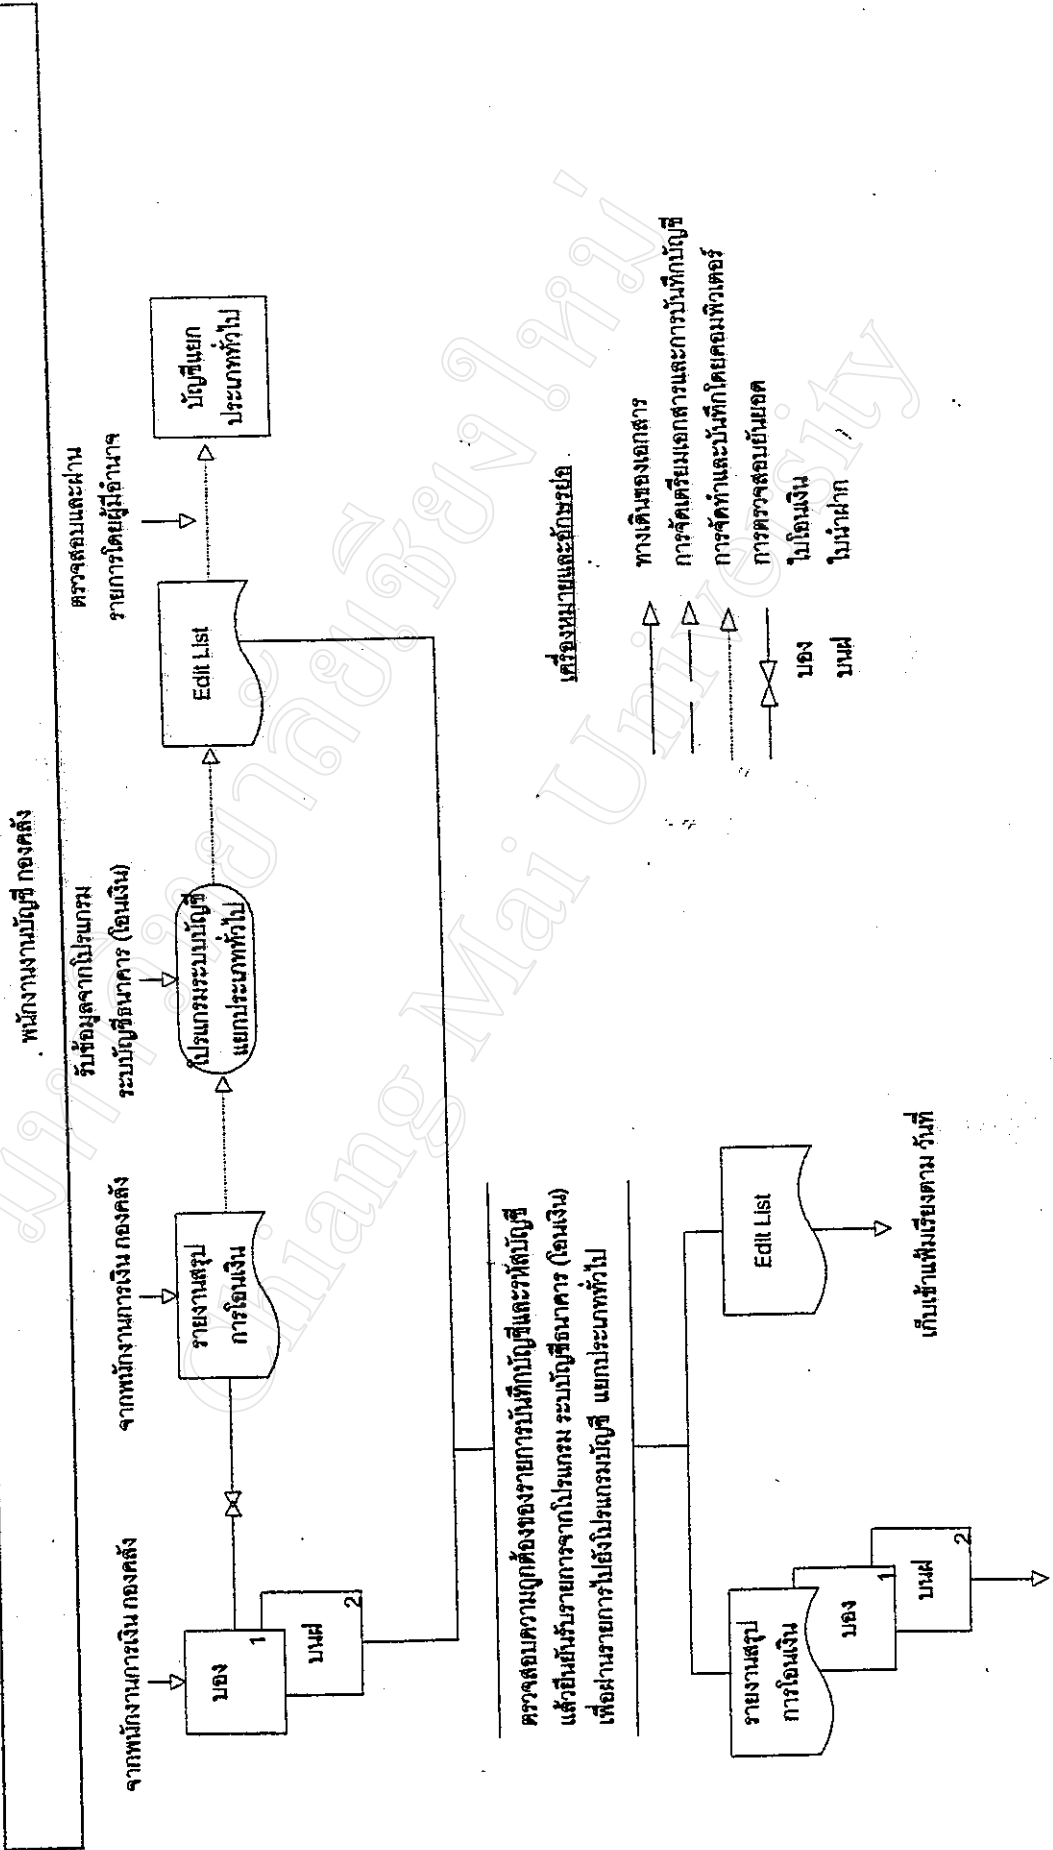 พนักงานงานบัญชี กองคลัง
จากพนักงานการเงิน กองคลัง
จากพนักงานการเงิน กองคลัง
รับข้อมูลจากโปรแกรม
ระบบัญชีธนาคาร (โอนเงิน)
ตรวจสอบและผ่าน
รายการโดยผู้มีอำนาจ
บอง
1
บนฝ
2
รายงานสรุป
การโอนเงิน
โปรแกรมระบบบัญชี
แยกประเภททั่วไป
Edit List
บัญชีแยก
ประเภททั่วไป
ตรวจสอบความถูกต้องของรายการบันทึกบัญชีและรหัสบัญชี
แล้วยืนยันรับรายการจากโปรแกรม ระบบัญชีธนาคาร (โอนเงิน)
เพื่อผ่านรายการไปยังโปรแกรมบัญชี แยกประเภททั่วไป
รายงานสรุป
การโอนเงิน
บอง
1
บนฝ
2
Edit List
เก็บเข้าแฟ้มเรียงตาม วันที่
เครื่องหมายและอักษรย่อ
ทางเดินของเอกสาร
การจัดเตรียมเอกสารและการบันทึกบัญชี
การจัดทำและบันทึกโดยคอมพิวเตอร์
การตรวจสอบยันยอด
บอง ใบโอนเงิน
บนฝ ใบนำฝาก
มหาวิทยาลัยเชียงใหม่
Chiang Mai University